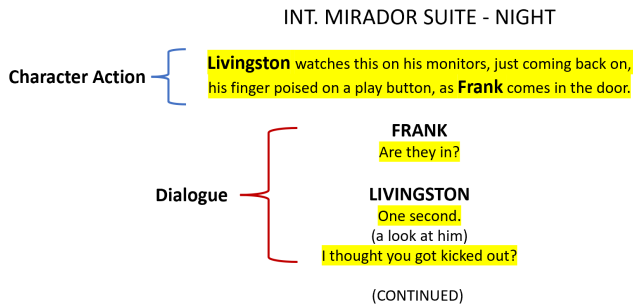 INT. MIRADOR SUITE - NIGHT
Character Action
Livingston watches this on his monitors, just coming back on,
his finger poised on a play button, as Frank comes in the door.
Dialogue
FRANK
Are they in?
LIVINGSTON
One second.
(a look at him)
I thought you got kicked out?
(CONTINUED)